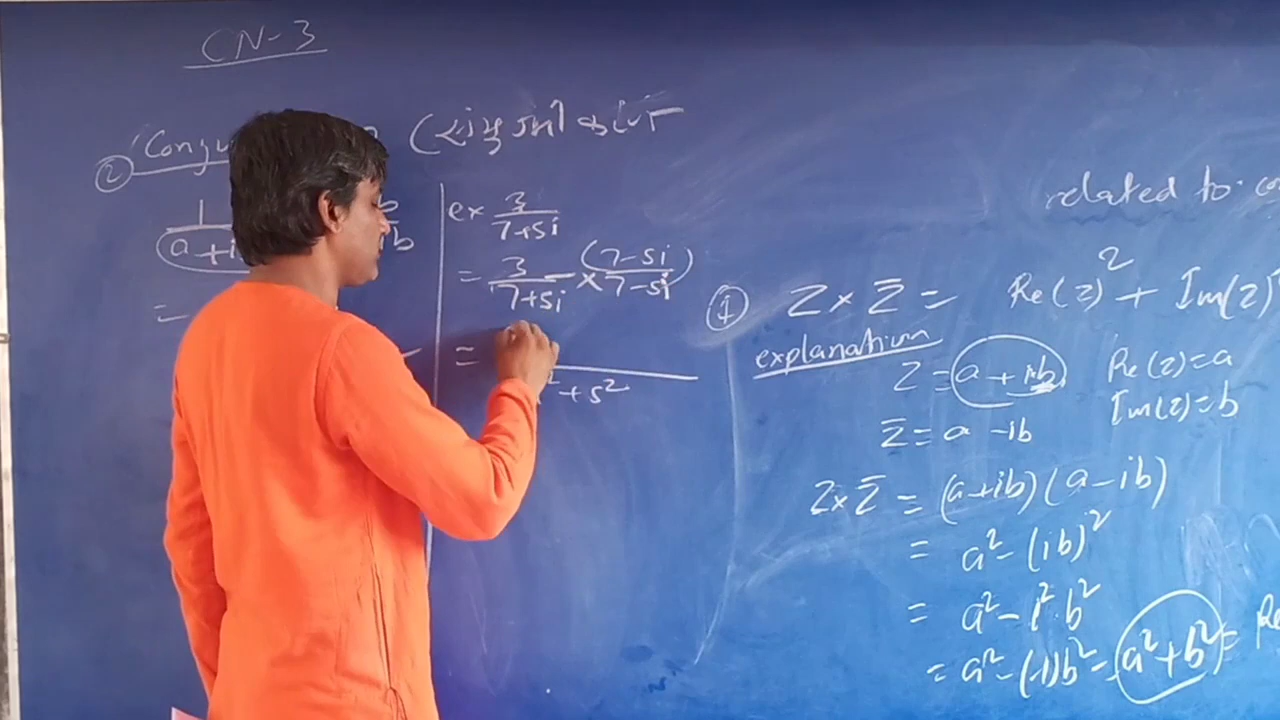 CN-3
② 'Conju
1/a+i b/b
=
ex 3/7+5i
= 3/7+5i × (7-5i/7-5i)
= ² + 5²
related to
① Z × Z̄ = Re(z)² + Im(z)
explanation
Z = a + ib Re(z) = a
Z̄ = a - ib Im(z) = b
Z × Z̄ = (a+ib)(a-ib)
= a² - (ib)²
= a² - i².b²
= a² - (-1)b² = a² + b² = Re